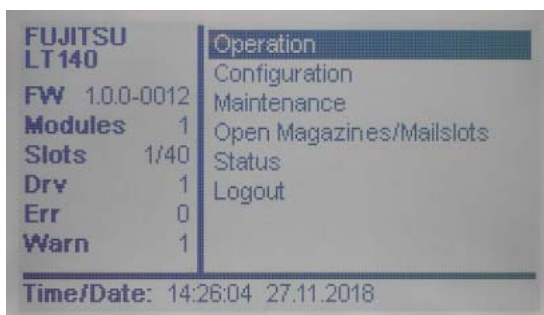 FUJITSU
LT140
FW 1.0.0-0012
Modules 1
Slots 1/40
Drv 1
Err 0
Warn 1
Operation
Configuration
Maintenance
Open Magazines/Mailslots
Status
Logout
Time/Date: 14:26:04 27.11.2018